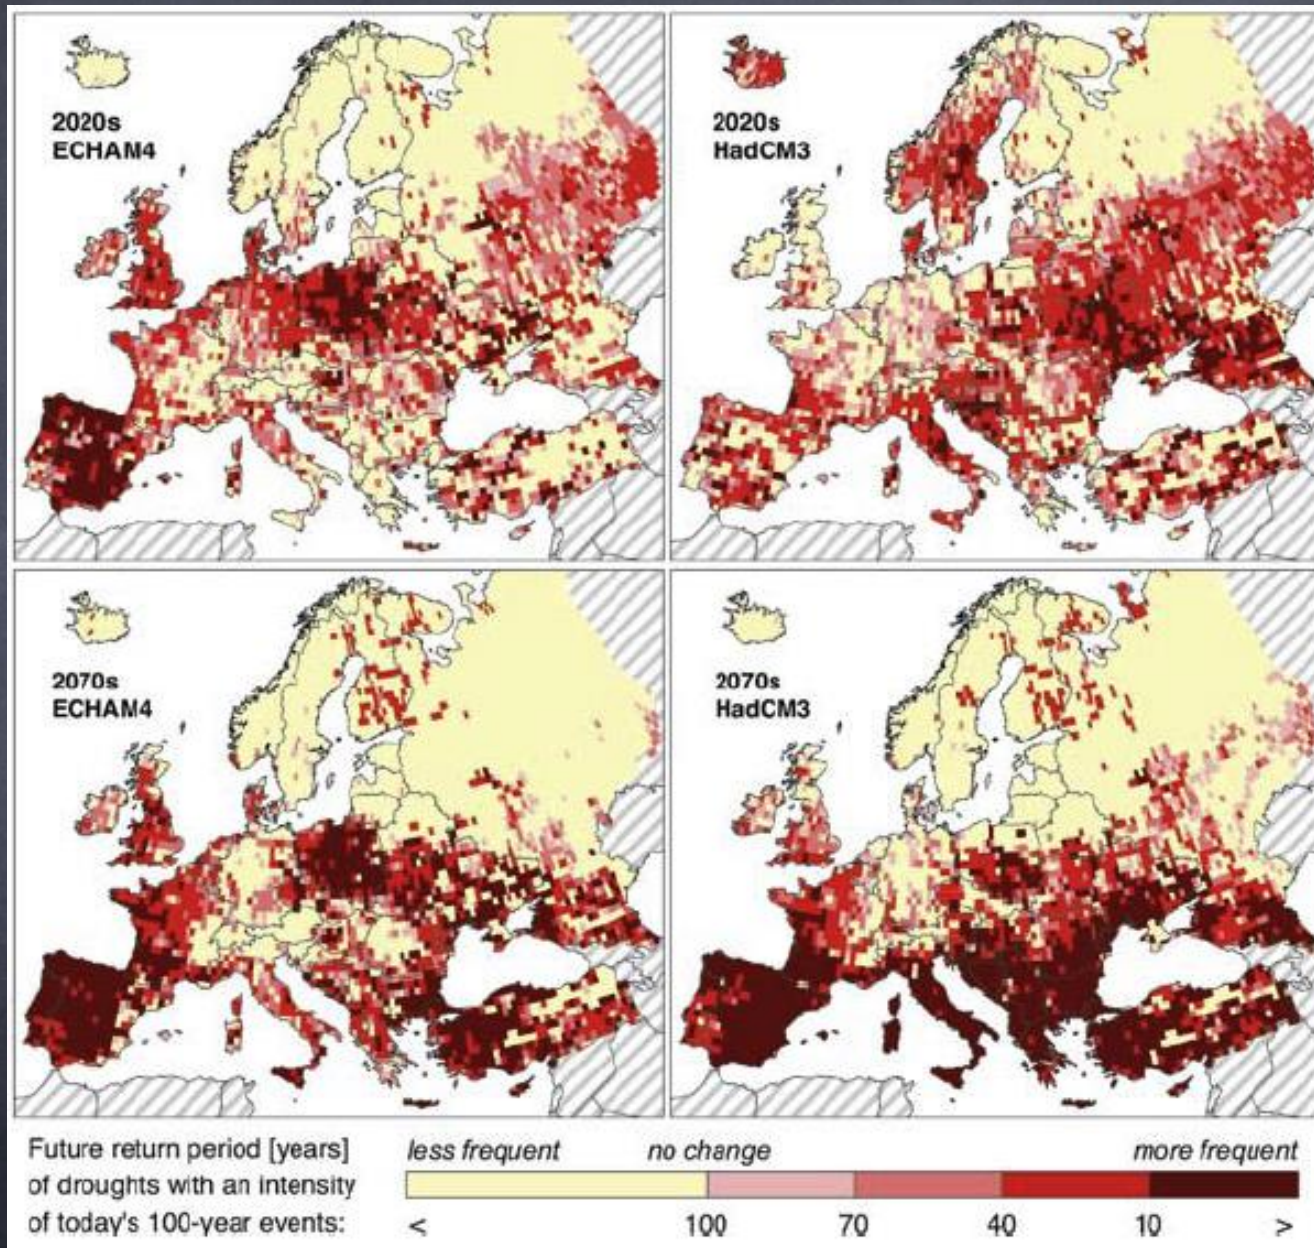 2020s
ECHAM4
2020s
HadCM3
2070s
ECHAM4
2070s
HadCM3
Future return period [years]
of droughts with an intensity
of today's 100-year events:
less frequent no change more frequent
< 100 70 40 10 >